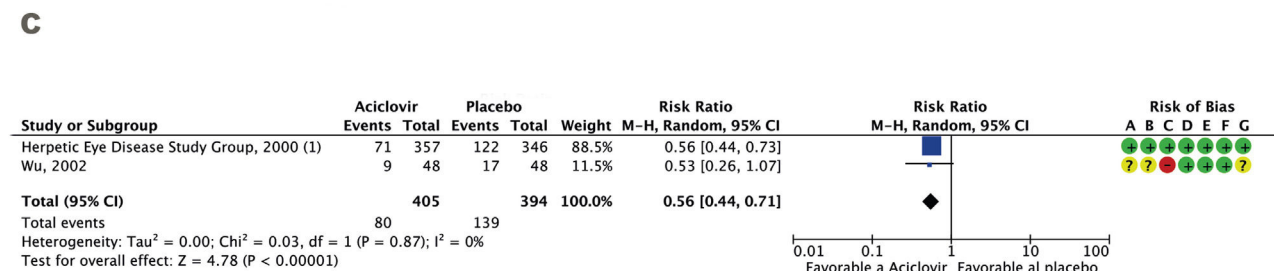 C
Aciclovir Placebo Risk Ratio Risk Ratio Risk of Bias
Study or Subgroup Events Total Events Total Weight M-H, Random, 95% CI M-H, Random, 95% CI A B C D E F G
Herpetic Eye Disease Study Group, 2000 (1) 71 357 122 346 88.5% 0.56 [0.44, 0.73] + + + + + + +
Wu, 2002 9 48 17 48 11.5% 0.53 [0.26, 1.07] ? ? - + + + ?
Total (95% CI) 405 394 100.0% 0.56 [0.44, 0.71]
Total events 80 139
Heterogeneity: Tau² = 0.00; Chi² = 0.03, df = 1 (P = 0.87); I² = 0%
Test for overall effect: Z = 4.78 (P < 0.00001)
0.01 0.1 1 10 100
Favorable a Aciclovir Favorable al placebo